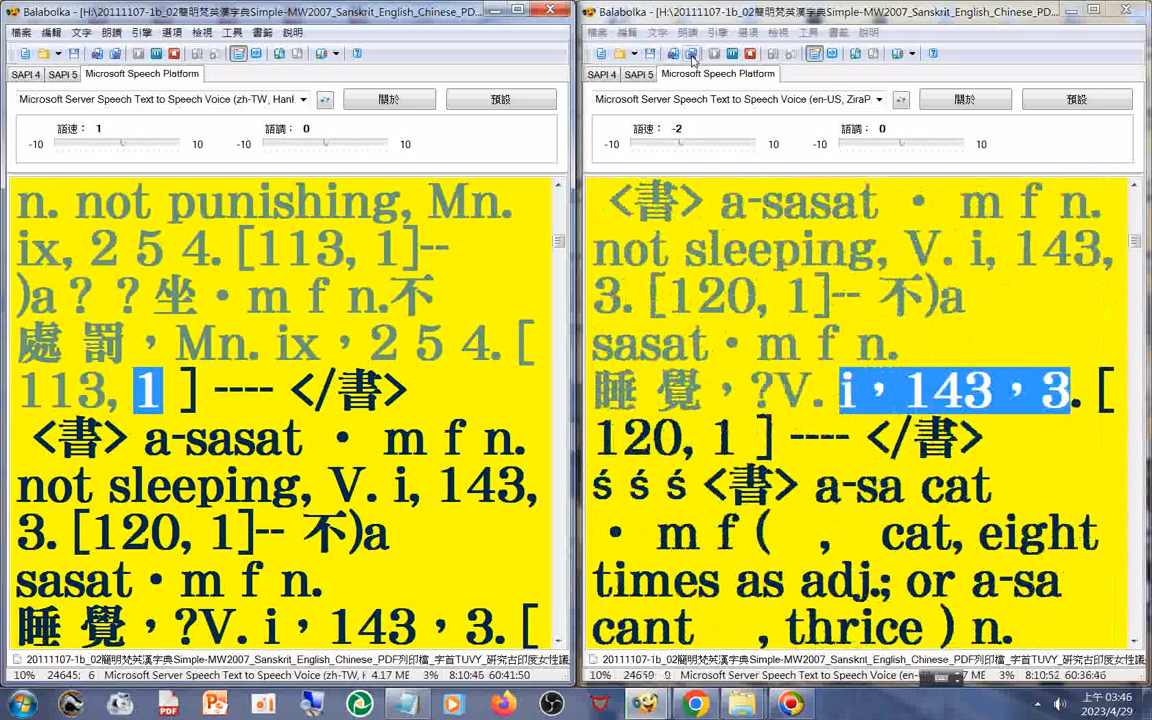 Balabolka - [H:\20111107-1b_02簡明梵英漢字典Simple-MW2007_Sanskrit_English_Chinese_PD...
檔案 編輯 文字 朗讀 引擎 選項 檢視 工具 書籤 說明
SAPI 4 SAPI 5 Microsoft Speech Platform
Microsoft Server Speech Text to Speech Voice (zh-TW, HanI
關於 預設
語速： 1 語調： 0
-10 10 -10 10
n. not punishing, Mn.
ix, 2 5 4. [113, 1]--
)a？？坐・m f n.不
處 罰，Mn. ix，2 5 4. [
113, 1 ] ---- </書>
<書> a-sasat ・ m f n.
not sleeping, V. i, 143,
3. [120, 1]-- 不)a
sasat・m f n.
睡 覺，?V. i，143，3. [
20111107-1b_02簡明梵英漢字典Simple-MW2007_Sanskrit_English_Chinese_PDF列印檔_字首TUVY_研究古印度女性議
10% 24645: 6 Microsoft Server Speech Text to Speech Voice (zh-TW, H 4.17 ME 3% 8:10:45 60:41:50
Balabolka - [H:\20111107-1b_02簡明梵英漢字典Simple-MW2007_Sanskrit_English_Chinese_PD...
檔案 編輯 文字 朗讀 引擎 選項 檢視 工具 書籤 說明
SAPI 4 SAPI 5 Microsoft Speech Platform
Microsoft Server Speech Text to Speech Voice (en-US, ZiraP
關於 預設
語速： -2 語調： 0
-10 10 -10 10
<書> a-sasat ・ m f n.
not sleeping, V. i, 143,
3. [120, 1]-- 不)a
sasat・m f n.
睡 覺，?V. i，143，3. [
120, 1 ] ---- </書>
ś ś ś <書> a-sa cat
・ m f ( , cat, eight
times as adj.; or a-sa
cant , thrice ) n.
20111107-1b_02簡明梵英漢字典Simple-MW2007_Sanskrit_English_Chinese_PDF列印檔_字首TUVY_研究古印度女性議
10% Microsoft Server Speech Text to Speech Voice ME 3% 8:10:52 60:36:46
上午 03:46
2023/4/29